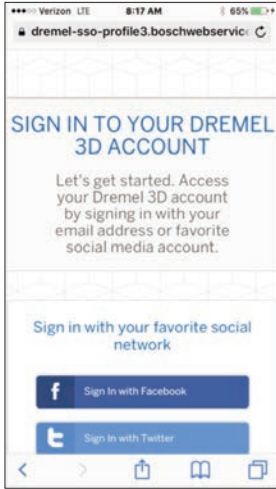 Verizon LTE 8:17 AM 65%
dremel-sso-profile3.boschwebservic
SIGN IN TO YOUR DREMEL
3D ACCOUNT
Let's get started. Access
your Dremel 3D account
by signing in with your
email address or favorite
social media account.
Sign in with your favorite social
network
f Sign In with Facebook
t Sign In with Twitter